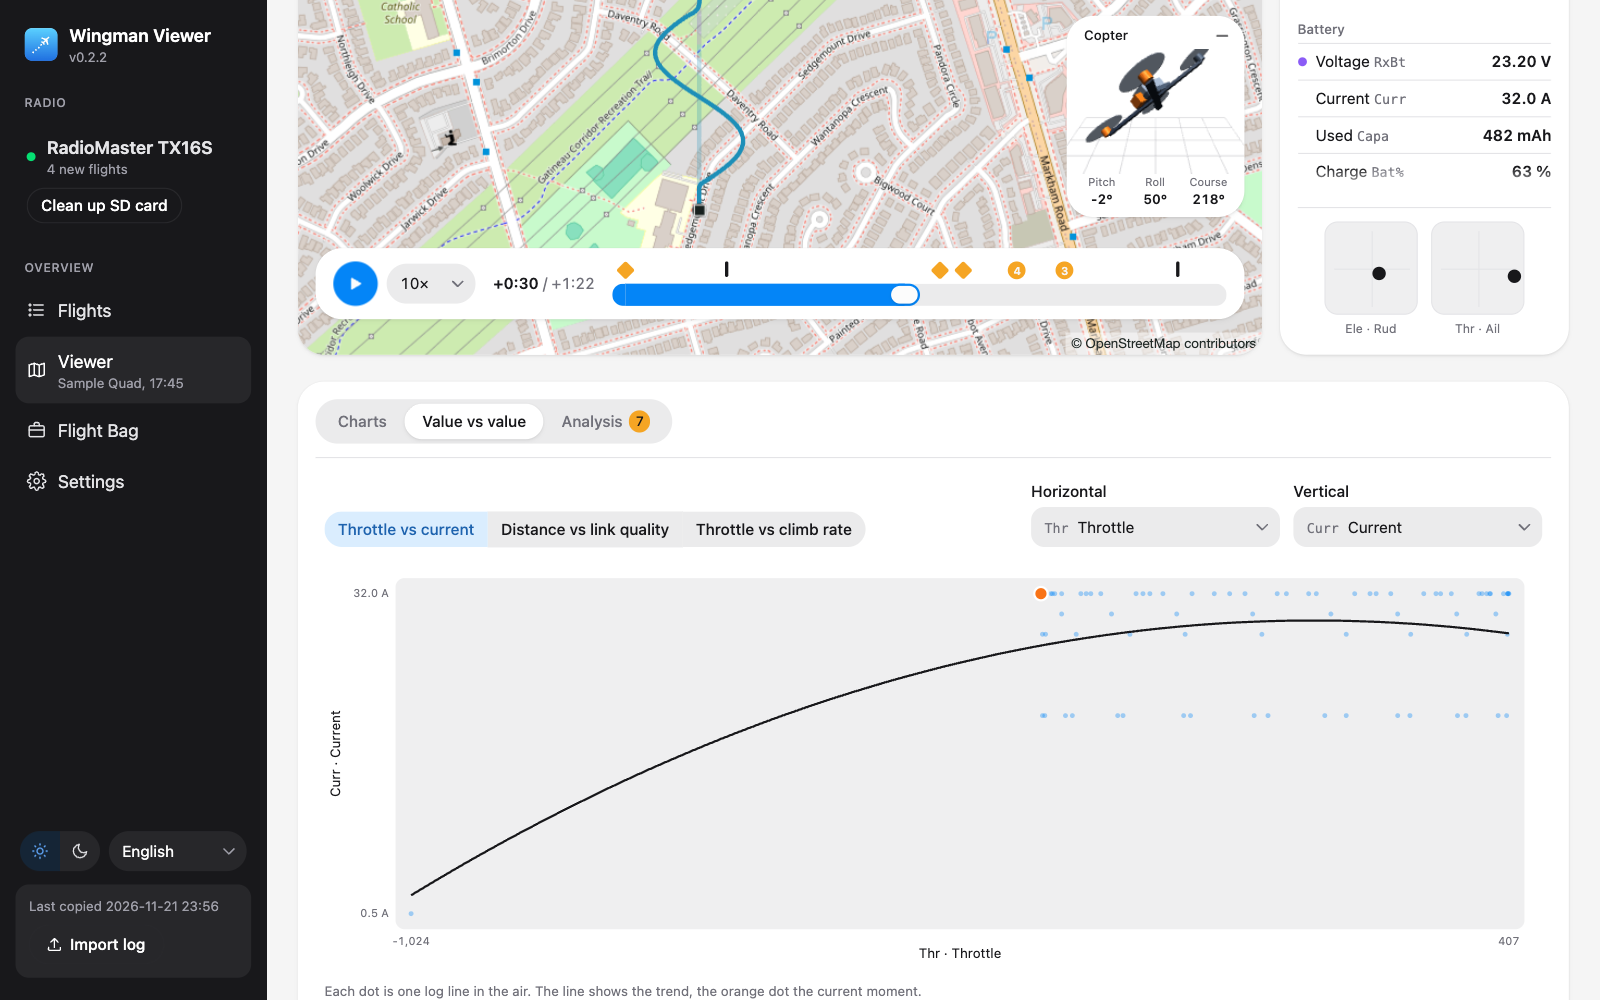 Wingman Viewer
v0.2.2
RADIO
RadioMaster TX16S
4 new flights
Clean up SD card
OVERVIEW
Flights
Viewer
Sample Quad, 17:45
Flight Bag
Settings
English
Last copied 2026-11-21 23:56
Import log
Catholic
School
Daventry Road
Brimorton Drive
Northleigh Drive
Sedgemount Drive
Pandora Circle
Woolwick Drive
Jarwick Drive
Gatineau Corridor Recreation Trail
Daventry Road
Wantanopa Crescent
Bigwood Court
Markham Road
Painted
© OpenStreetMap contributors
Copter
Pitch
Roll
Course
-2°
50°
218°
10×
+0:30 / +1:22
4
3
Battery
Voltage RxBt
23.20 V
Current Curr
32.0 A
Used Capa
482 mAh
Charge Bat%
63 %
Ele · Rud
Thr · Ail
Charts
Value vs value
Analysis 7
Throttle vs current
Distance vs link quality
Throttle vs climb rate
Horizontal
Thr Throttle
Vertical
Curr Current
32.0 A
Curr · Current
0.5 A
-1,024
407
Thr · Throttle
Each dot is one log line in the air. The line shows the trend, the orange dot the current moment.